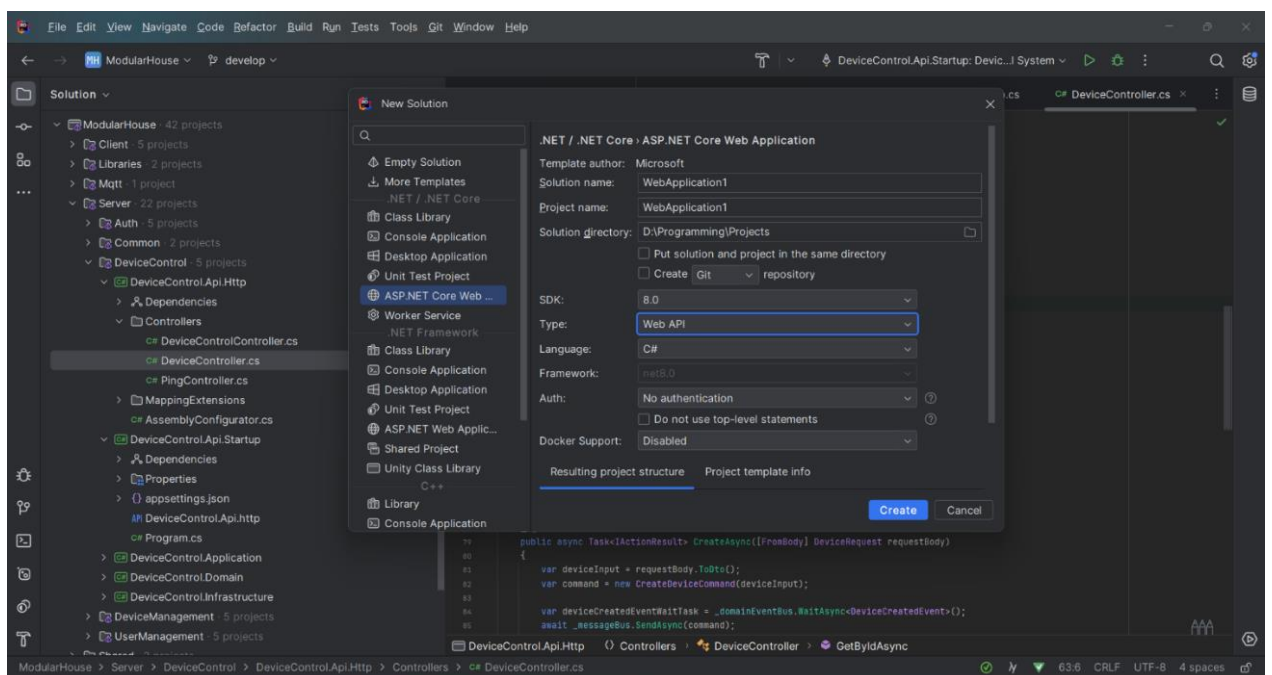 File Edit View Navigate Code Refactor Build Run Tests Tools Git Window Help
MH ModularHouse develop DeviceControl.Api.Startup: Devic...l System
Solution
.cs C# DeviceController.cs
ModularHouse · 42 projects
Client · 5 projects
Libraries · 2 projects
Mqtt · 1 project
Server · 22 projects
Auth · 5 projects
Common · 2 projects
DeviceControl · 5 projects
C# DeviceControl.Api.Http
Dependencies
Controllers
C# DeviceControlController.cs
C# DeviceController.cs
C# PingController.cs
MappingExtensions
C# AssemblyConfigurator.cs
C# DeviceControl.Api.Startup
Dependencies
Properties
{} appsettings.json
API DeviceControl.Api.http
C# Program.cs
C# DeviceControl.Application
C# DeviceControl.Domain
C# DeviceControl.Infrastructure
DeviceManagement · 5 projects
UserManagement · 5 projects
New Solution
Empty Solution
More Templates
.NET / .NET Core
Class Library
Console Application
Desktop Application
Unit Test Project
ASP.NET Core Web ...
Worker Service
.NET Framework
Class Library
Console Application
Desktop Application
Unit Test Project
ASP.NET Web Applic...
Shared Project
Unity Class Library
C++
Library
Console Application
.NET / .NET Core › ASP.NET Core Web Application
Template author: Microsoft
Solution name: WebApplication1
Project name: WebApplication1
Solution directory: D:\Programming\Projects
Put solution and project in the same directory
Create Git repository
SDK: 8.0
Type: Web API
Language: C#
Framework: net8.0
Auth: No authentication
Do not use top-level statements
Docker Support: Disabled
Resulting project structure Project template info
Create Cancel
79 public async Task<IActionResult> CreateAsync([FromBody] DeviceRequest requestBody)
80 {
81 var deviceInput = requestBody.ToDto();
82 var command = new CreateDeviceCommand(deviceInput);
83
84 var deviceCreatedEventWaitTask = _domainEventBus.WaitAsync<DeviceCreatedEvent>();
85 await _messageBus.SendAsync(command);
DeviceControl.Api.Http Controllers DeviceController GetByIdAsync
ModularHouse > Server > DeviceControl > DeviceControl.Api.Http > Controllers > C# DeviceController.cs 63:6 CRLF UTF-8 4 spaces